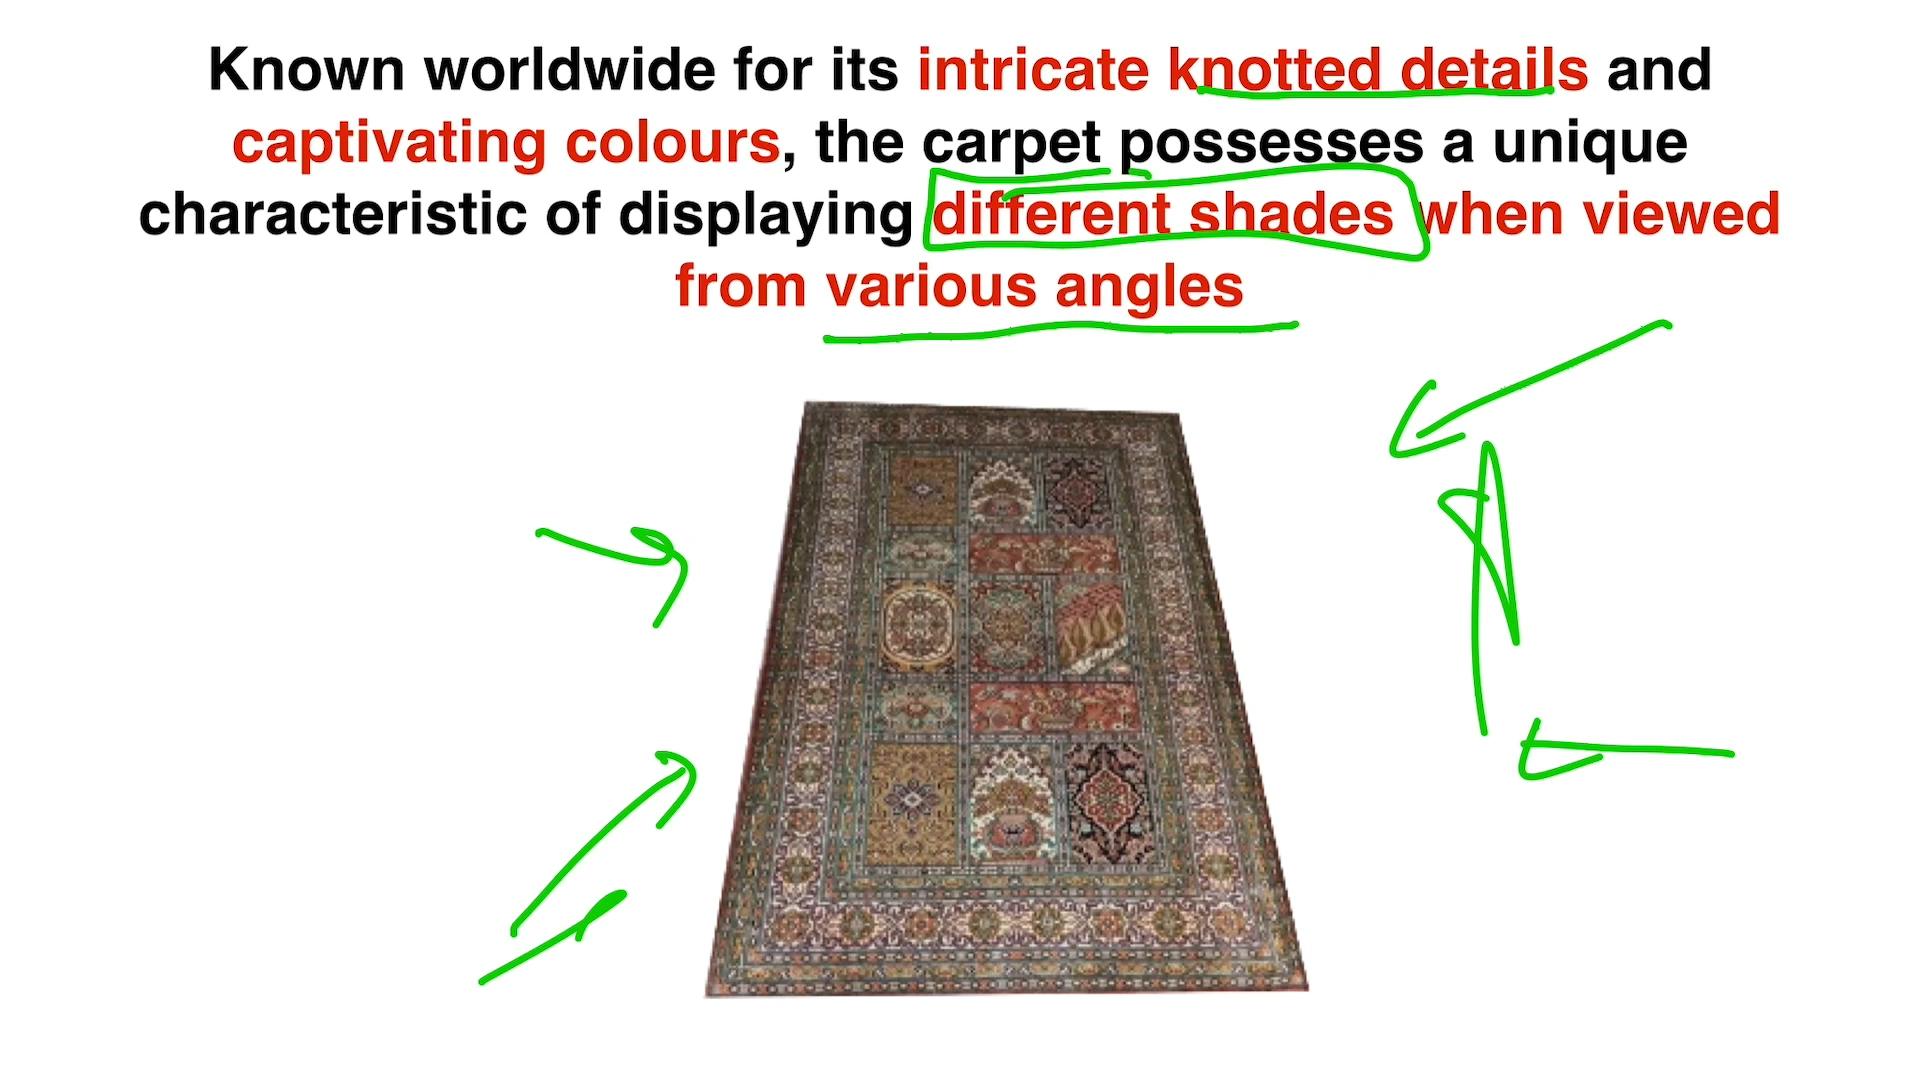 Known worldwide for its intricate knotted details and
captivating colours, the carpet possesses a unique
characteristic of displaying different shades when viewed
from various angles